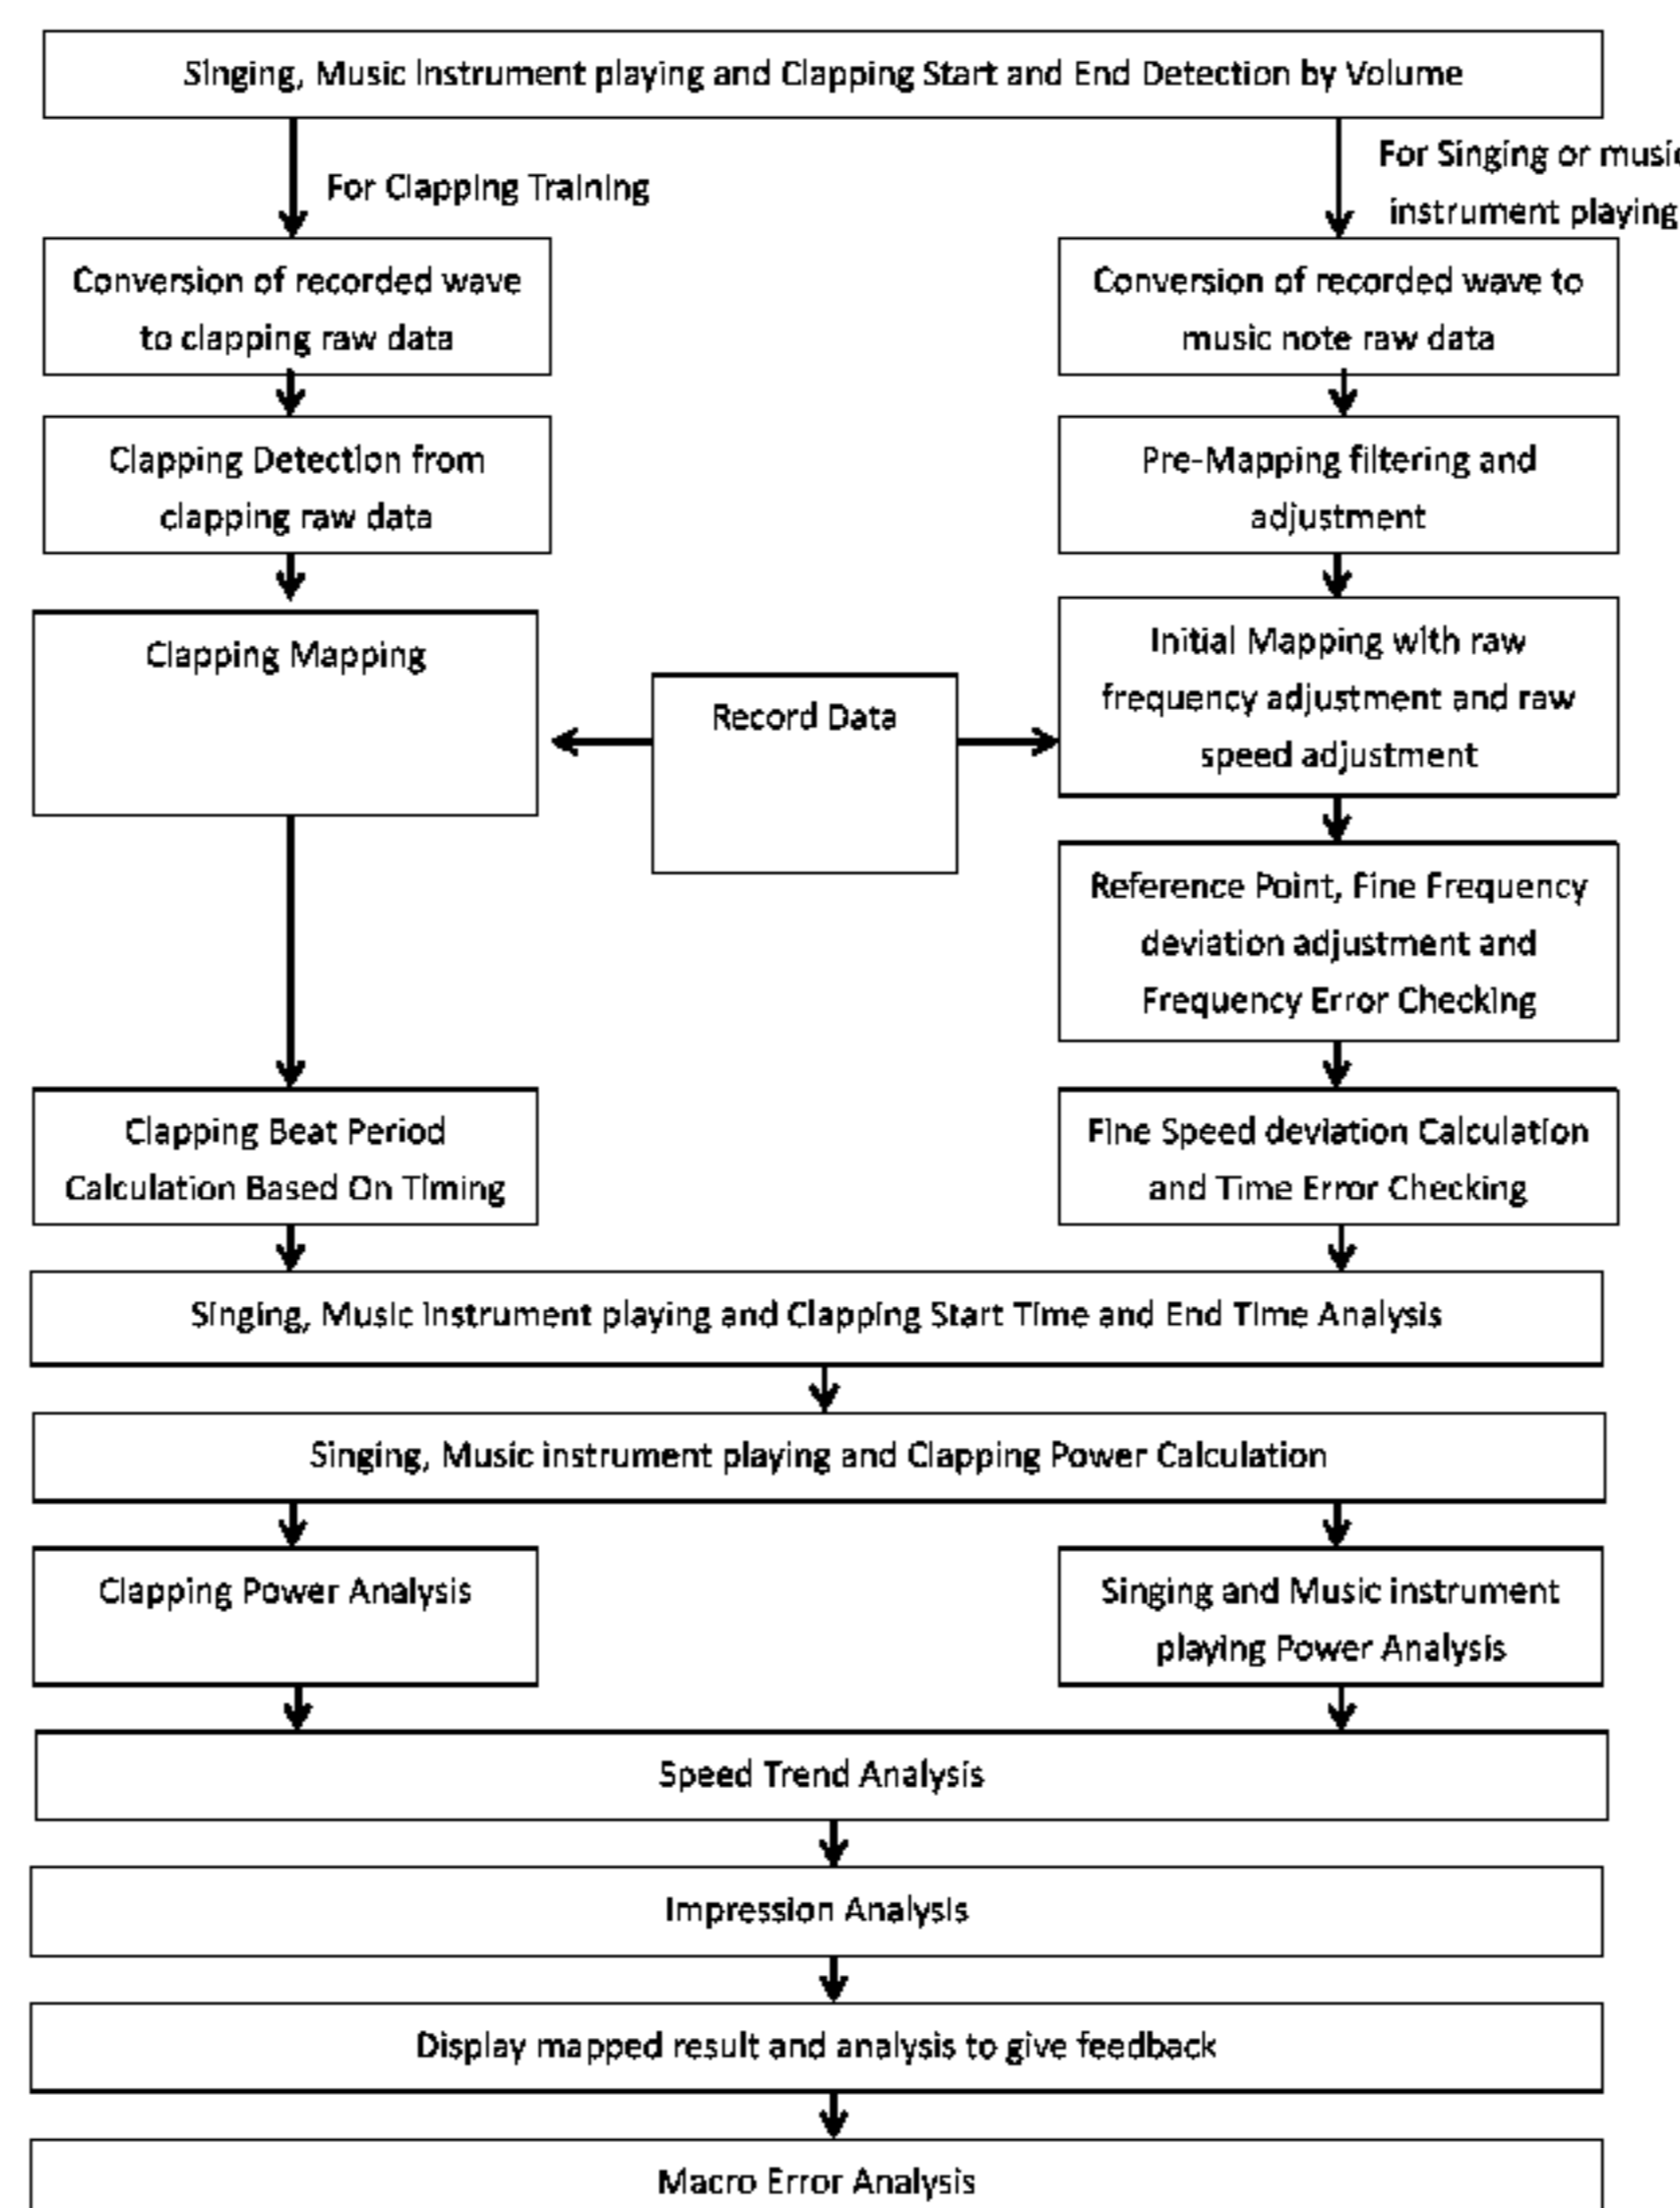 Singing, Music Instrument playing and Clapping Start and End Detection by Volume
For Clapping Training
For Singing or music
instrument playing
Conversion of recorded wave
to clapping raw data
Conversion of recorded wave to
music note raw data
Clapping Detection from
clapping raw data
Pre-Mapping filtering and
adjustment
Clapping Mapping
Record Data
Initial Mapping with raw
frequency adjustment and raw
speed adjustment
Reference Point, Fine Frequency
deviation adjustment and
Frequency Error Checking
Clapping Beat Period
Calculation Based On Timing
Fine Speed deviation Calculation
and Time Error Checking
Singing, Music Instrument playing and Clapping Start Time and End Time Analysis
Singing, Music instrument playing and Clapping Power Calculation
Clapping Power Analysis
Singing and Music instrument
playing Power Analysis
Speed Trend Analysis
Impression Analysis
Display mapped result and analysis to give feedback
Macro Error Analysis